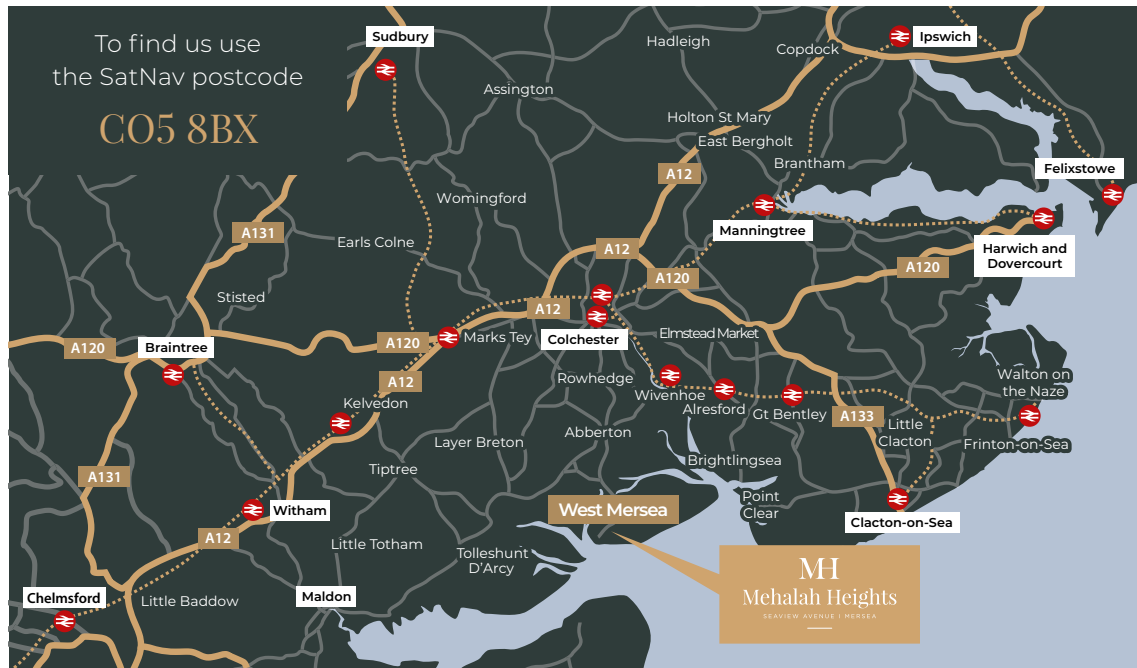 To find us use
the SatNav postcode
CO5 8BX
Sudbury
Hadleigh
Copdock
Ipswich
Assington
Holton St Mary
East Bergholt
Brantham
Felixstowe
A12
Womingford
Manningtree
A131
Earls Colne
A12
Harwich and
Dovercourt
A120
A120
Stisted
A12
Colchester
Elmstead Market
A120
Braintree
A120
Marks Tey
A12
Rowhedge
Walton on
the Naze
Kelvedon
Wivenhoe
Alresford
Gt Bentley
A133
Little
Clacton
Frinton-on-Sea
Layer Breton
Abberton
A131
Tiptree
Brightlingsea
Point
Clear
Witham
West Mersea
Clacton-on-Sea
A12
Little Totham
Tolleshunt
D'Arcy
Chelmsford
Little Baddow
Maldon
MH
Mehalah Heights
SEAVIEW AVENUE | MERSEA